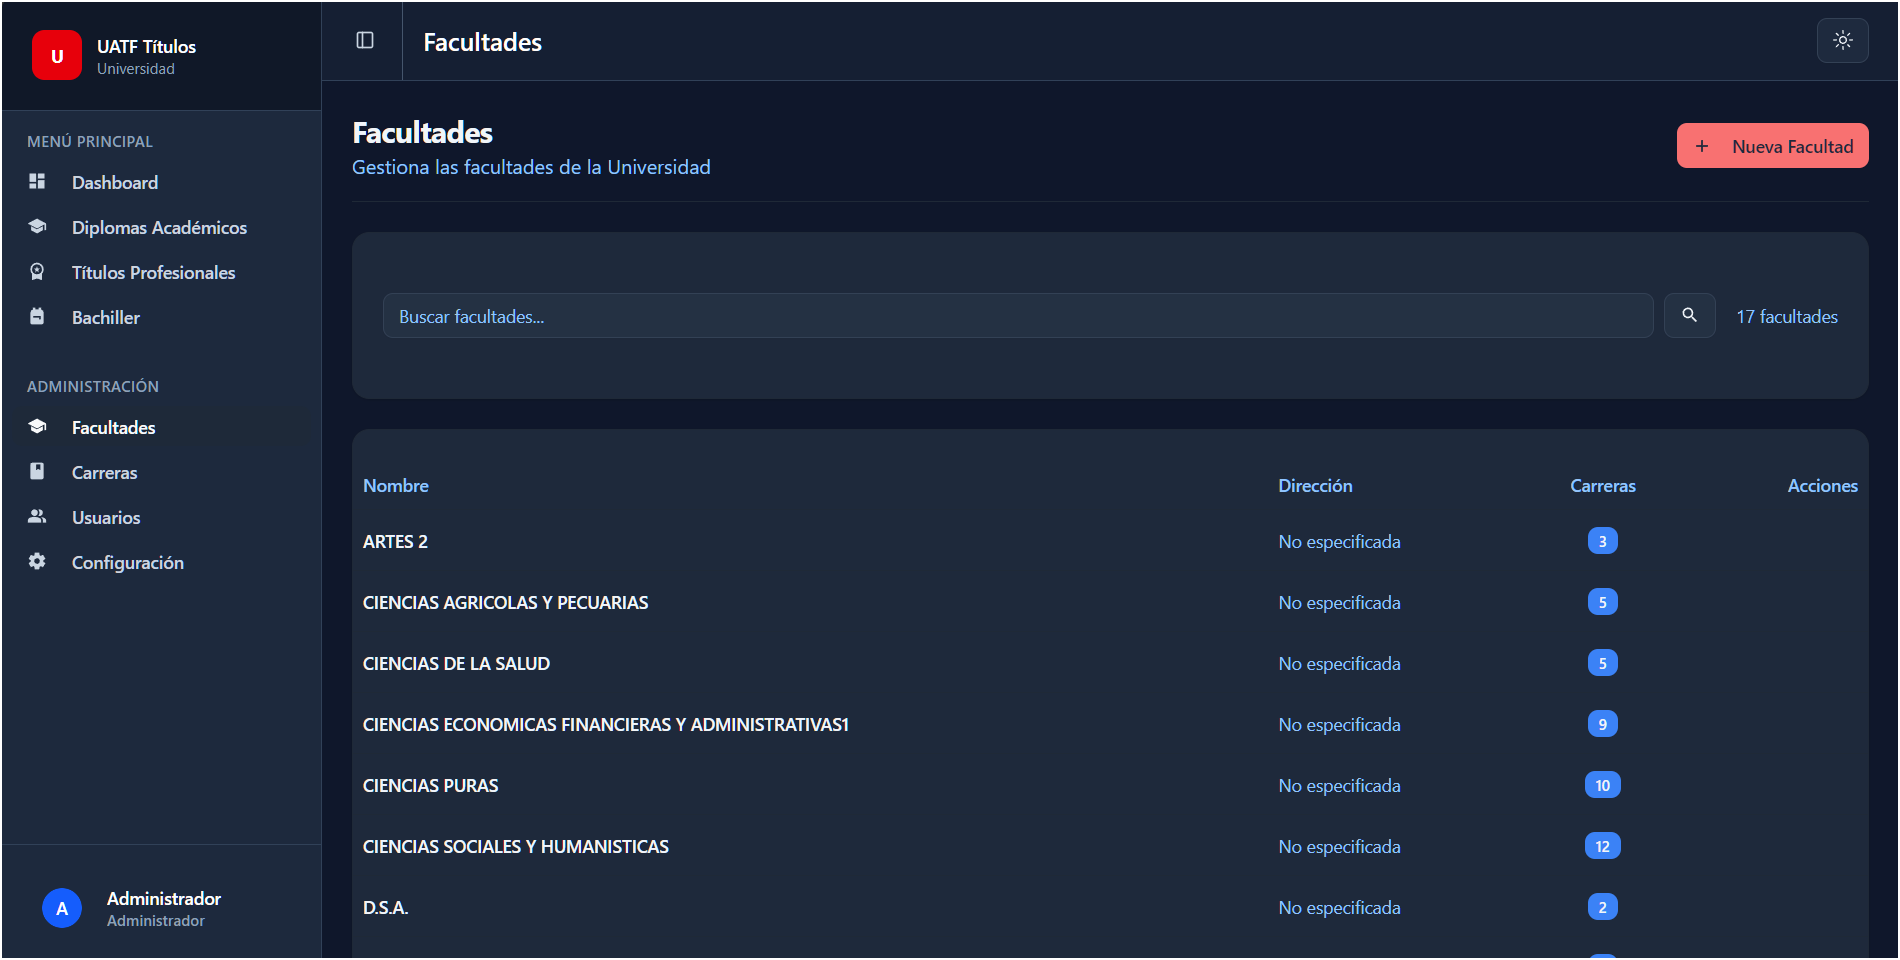 U
UATF Títulos
Universidad
MENÚ PRINCIPAL
Dashboard
Diplomas Académicos
Títulos Profesionales
Bachiller
ADMINISTRACIÓN
Facultades
Carreras
Usuarios
Configuración
A
Administrador
Administrador
Facultades
Facultades
Gestiona las facultades de la Universidad
+ Nueva Facultad
Buscar facultades...
17 facultades
Nombre Dirección Carreras Acciones
ARTES 2 No especificada 3
CIENCIAS AGRICOLAS Y PECUARIAS No especificada 5
CIENCIAS DE LA SALUD No especificada 5
CIENCIAS ECONOMICAS FINANCIERAS Y ADMINISTRATIVAS1 No especificada 9
CIENCIAS PURAS No especificada 10
CIENCIAS SOCIALES Y HUMANISTICAS No especificada 12
D.S.A. No especificada 2